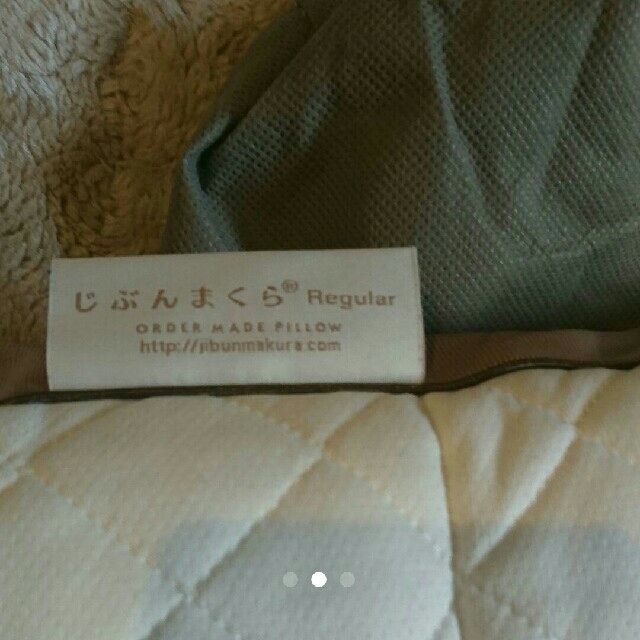 じぶんまくら® Regular
ORDER MADE PILLOW
http://jibunmakura.com